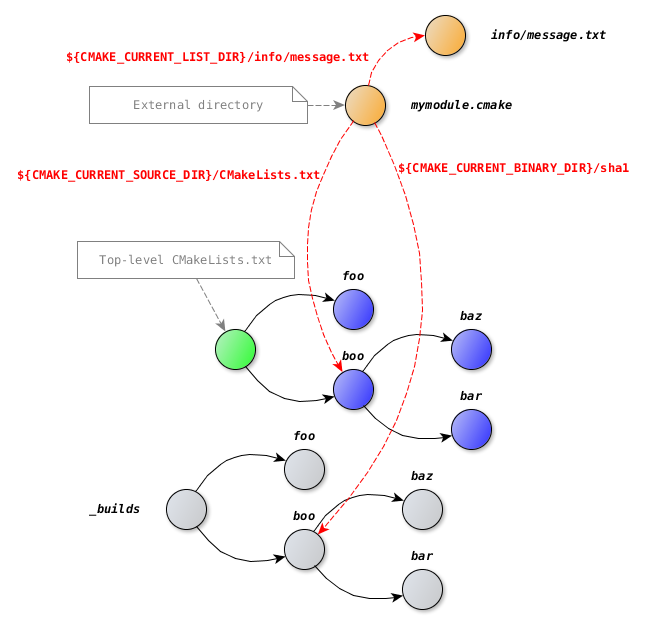 info/message.txt
${CMAKE_CURRENT_LIST_DIR}/info/message.txt
External directory
mymodule.cmake
${CMAKE_CURRENT_BINARY_DIR}/sha1
${CMAKE_CURRENT_SOURCE_DIR}/CMakeLists.txt
Top-level CMakeLists.txt
foo
baz
boo
bar
foo
baz
_builds
boo
bar